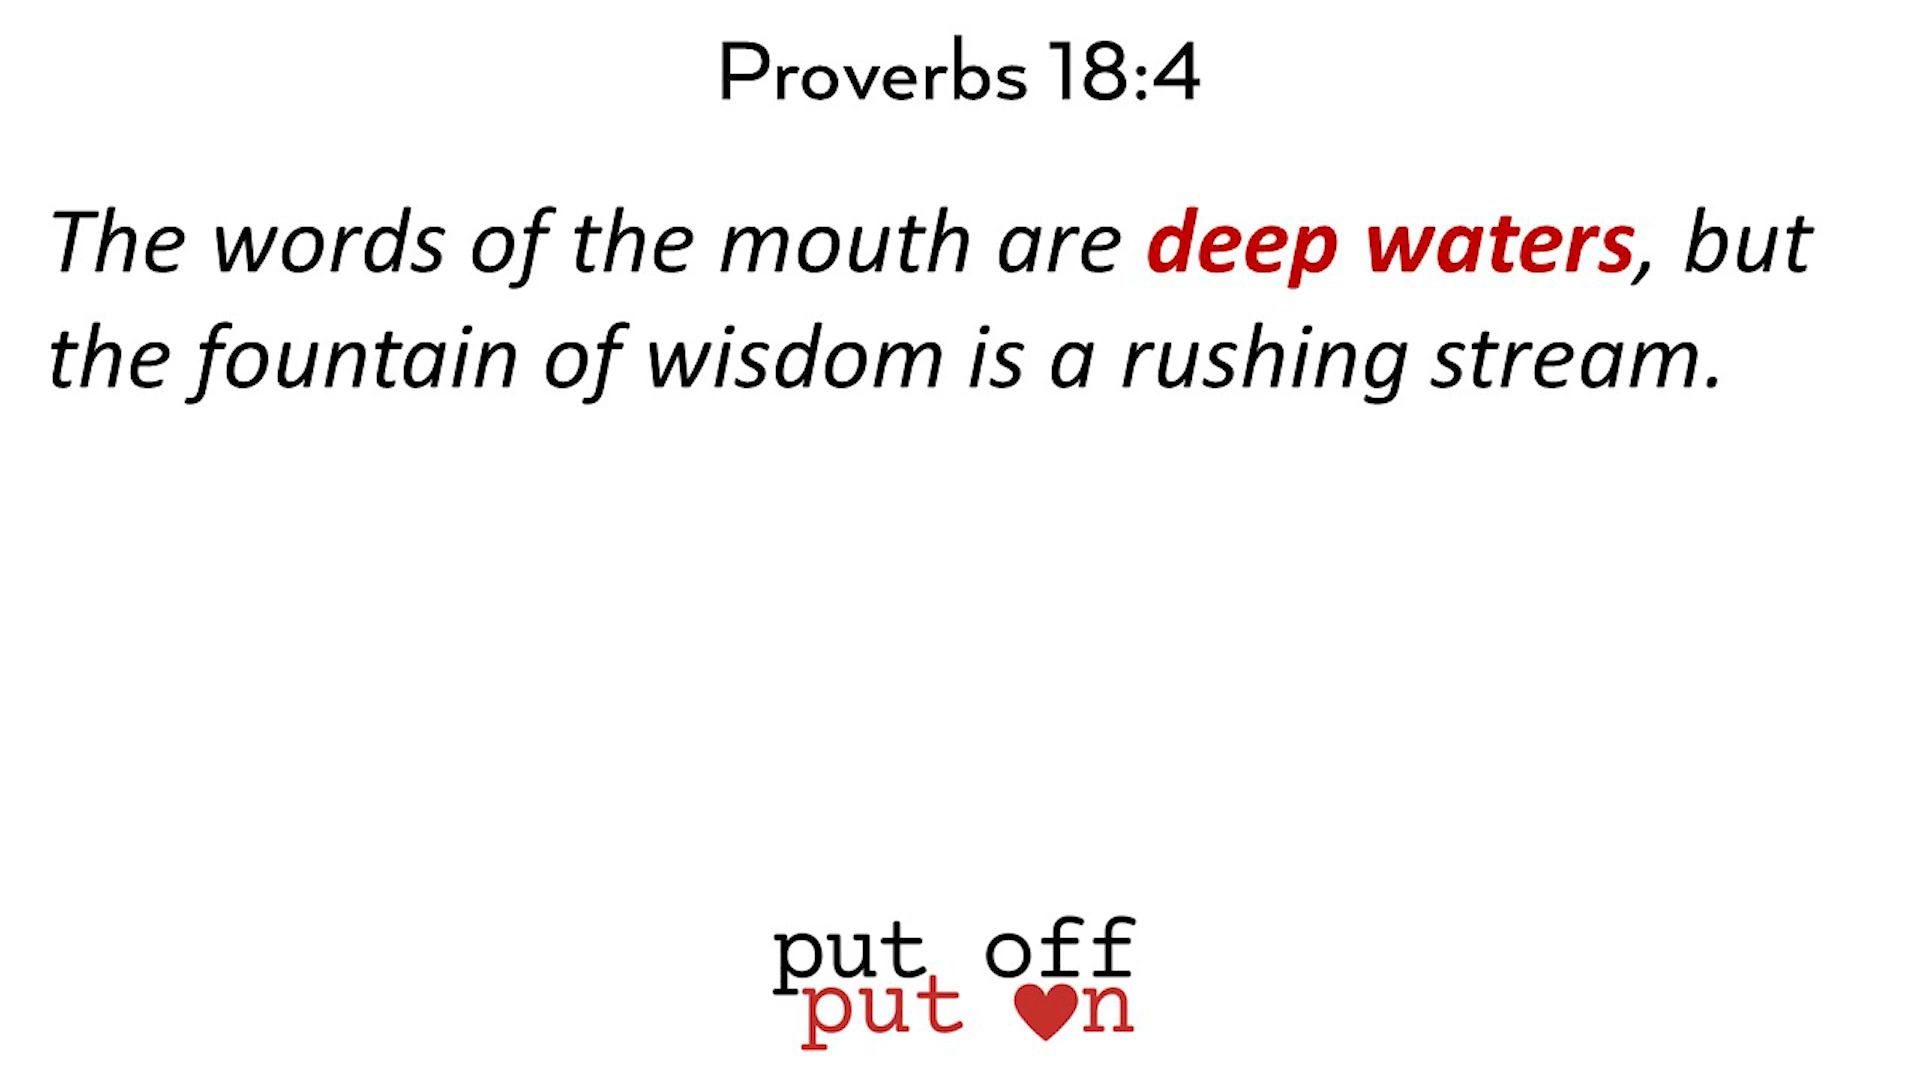 Proverbs 18:4
The words of the mouth are deep waters, but
the fountain of wisdom is a rushing stream.
put off
put ♥n